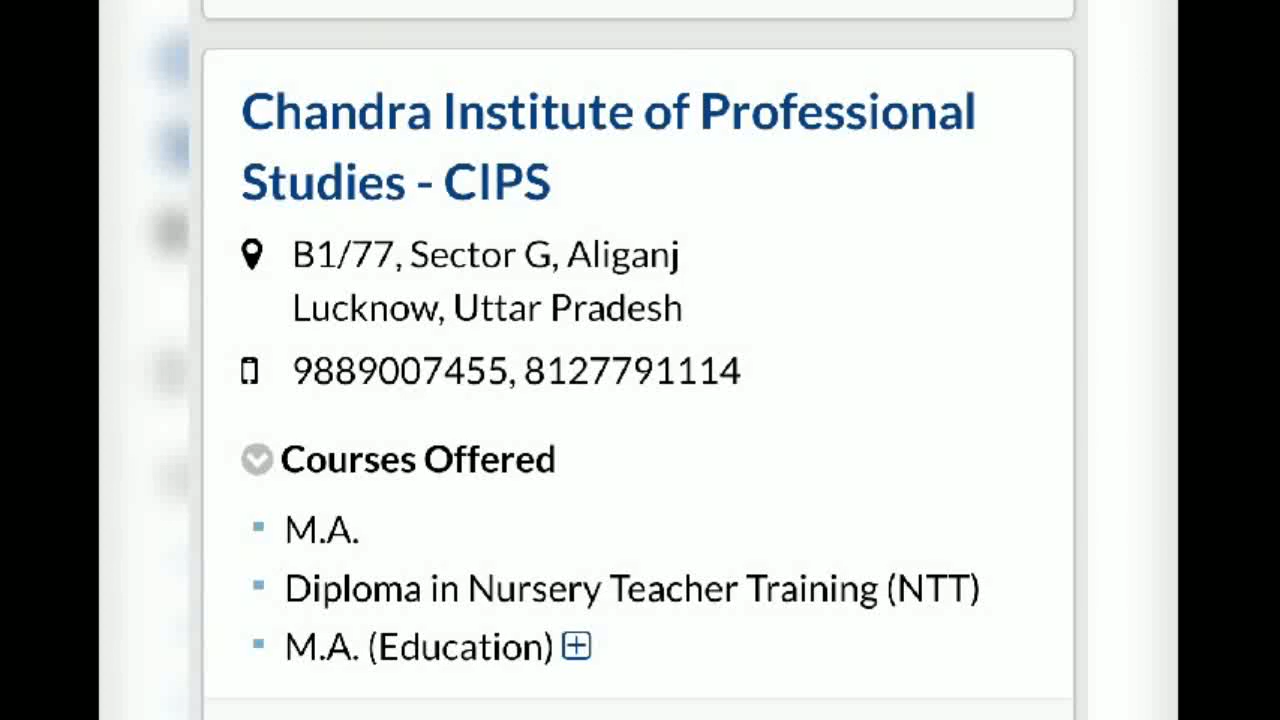 Chandra Institute of Professional
Studies - CIPS
B1/77, Sector G, Aliganj
Lucknow, Uttar Pradesh
9889007455, 8127791114
Courses Offered
M.A.
Diploma in Nursery Teacher Training (NTT)
M.A. (Education)